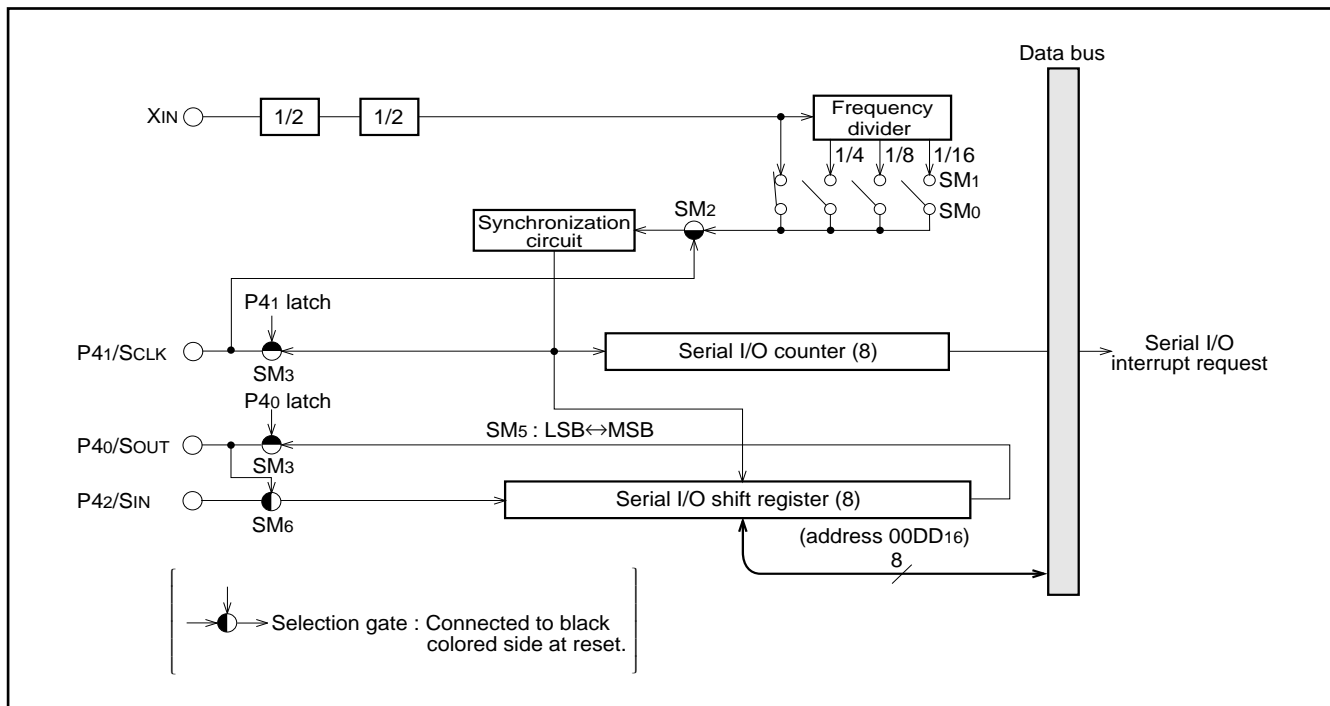 Data bus
XIN
1/2
1/2
Frequency
divider
1/4
1/8
1/16
SM1
SM0
SM2
Synchronization
circuit
P41 latch
P41/SCLK
SM3
Serial I/O counter (8)
Serial I/O
interrupt request
P40 latch
P40/SOUT
SM3
SM5 : LSB↔MSB
P42/SIN
SM6
Serial I/O shift register (8)
(address 00DD16)
8
Selection gate : Connected to black
colored side at reset.